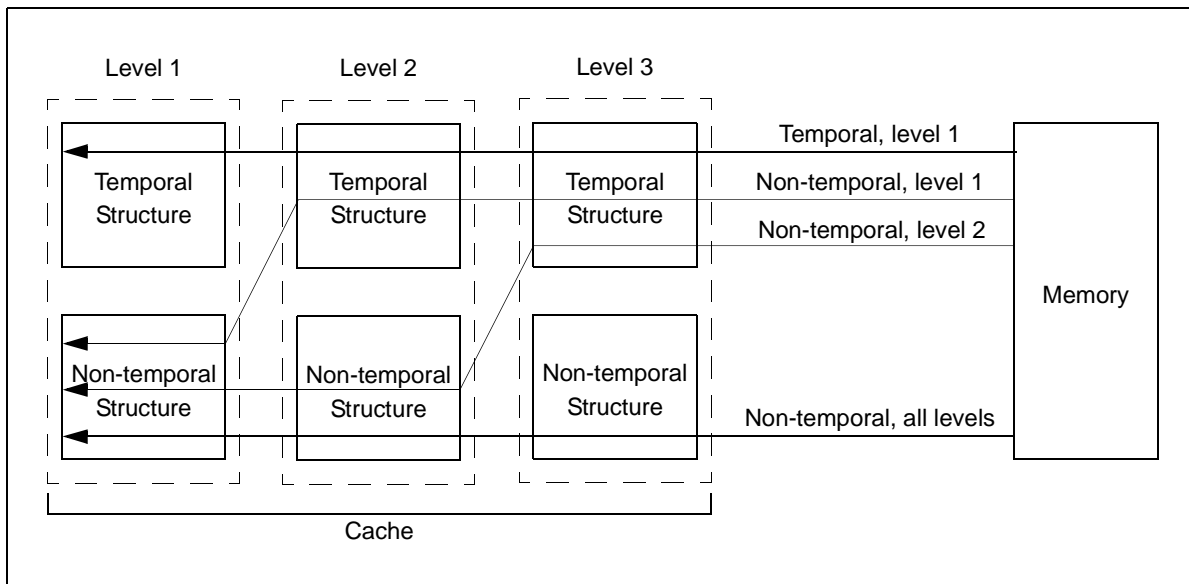 Level 1
Level 2
Level 3
Temporal, level 1
Temporal
Structure
Temporal
Structure
Temporal
Structure
Non-temporal, level 1
Non-temporal, level 2
Memory
Non-temporal
Structure
Non-temporal
Structure
Non-temporal
Structure
Non-temporal, all levels
Cache